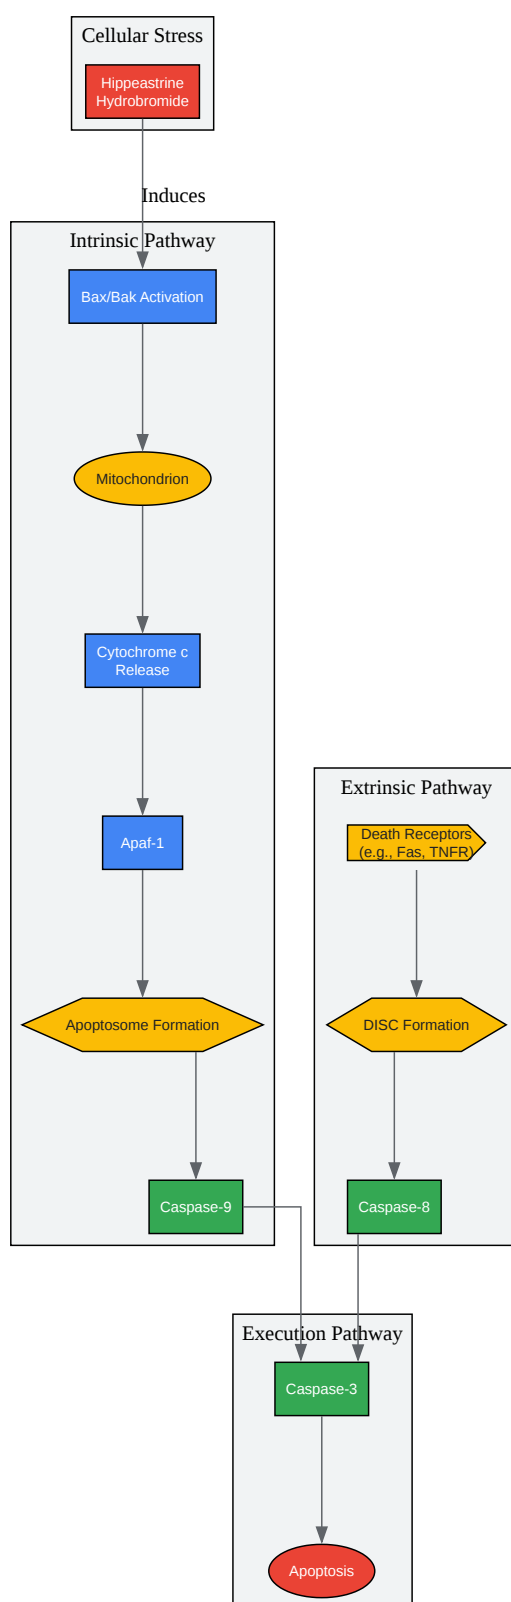 Cellular Stress
Hippeastrine
Hydrobromide
Induces
Intrinsic Pathway
Bax/Bak Activation
Mitochondrion
Cytochrome c
Release
Apaf-1
Apoptosome Formation
Caspase-9
Extrinsic Pathway
Death Receptors
(e.g., Fas, TNFR)
DISC Formation
Caspase-8
Execution Pathway
Caspase-3
Apoptosis